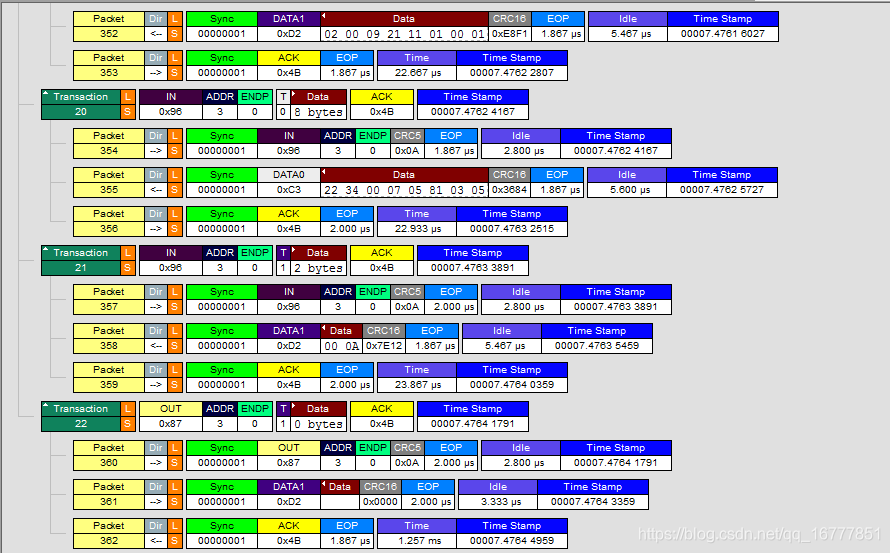 Packet Dir L Sync DATA1 Data CRC16 EOP Idle Time Stamp
352 <-- S 00000001 0xD2 02 00 09 21 11 01 00 01 0xE8F1 1.867 µs 5.467 µs 00007.4761 6027
Packet Dir L Sync ACK EOP Time Time Stamp
353 --> S 00000001 0x4B 1.867 µs 22.667 µs 00007.4762 2807
Transaction L IN ADDR ENDP T Data ACK Time Stamp
20 S 0x96 3 0 0 8 bytes 0x4B 00007.4762 4167
Packet Dir L Sync IN ADDR ENDP CRC5 EOP Idle Time Stamp
354 --> S 00000001 0x96 3 0 0x0A 1.867 µs 2.800 µs 00007.4762 4167
Packet Dir L Sync DATA0 Data CRC16 EOP Idle Time Stamp
355 <-- S 00000001 0xC3 22 34 00 07 05 81 03 05 0x3684 1.867 µs 5.600 µs 00007.4762 5727
Packet Dir L Sync ACK EOP Time Time Stamp
356 --> S 00000001 0x4B 2.000 µs 22.933 µs 00007.4763 2515
Transaction L IN ADDR ENDP T Data ACK Time Stamp
21 S 0x96 3 0 1 2 bytes 0x4B 00007.4763 3891
Packet Dir L Sync IN ADDR ENDP CRC5 EOP Idle Time Stamp
357 --> S 00000001 0x96 3 0 0x0A 2.000 µs 2.800 µs 00007.4763 3891
Packet Dir L Sync DATA1 Data CRC16 EOP Idle Time Stamp
358 <-- S 00000001 0xD2 00 0A 0x7E12 1.867 µs 5.467 µs 00007.4763 5459
Packet Dir L Sync ACK EOP Time Time Stamp
359 --> S 00000001 0x4B 2.000 µs 23.867 µs 00007.4764 0359
Transaction L OUT ADDR ENDP T Data ACK Time Stamp
22 S 0x87 3 0 1 0 bytes 0x4B 00007.4764 1791
Packet Dir L Sync OUT ADDR ENDP CRC5 EOP Idle Time Stamp
360 --> S 00000001 0x87 3 0 0x0A 2.000 µs 2.800 µs 00007.4764 1791
Packet Dir L Sync DATA1 Data CRC16 EOP Idle Time Stamp
361 --> S 00000001 0xD2 0x0000 2.000 µs 3.333 µs 00007.4764 3359
Packet Dir L Sync ACK EOP Time Time Stamp
362 <-- S 00000001 0x4B 1.867 µs 1.257 ms 00007.4764 4959
https://blog.csdn.net/qq_16777851